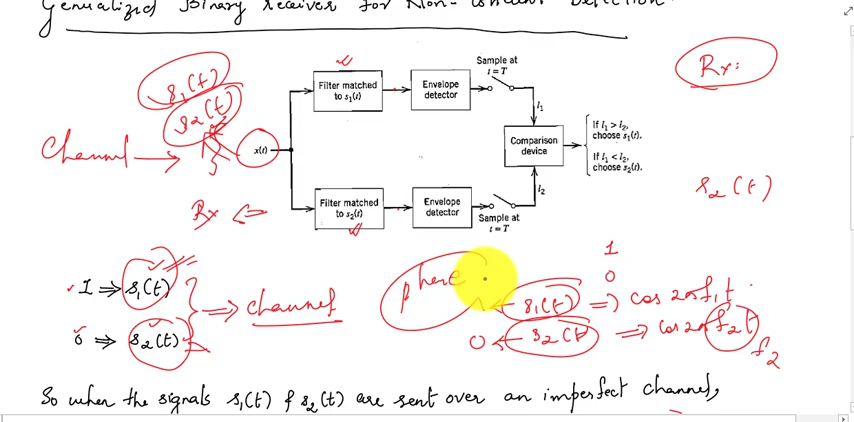 Generalized Binary Receiver for Non-Coherent Detection.
s₁(t)
s₂(t)
Channel →
x(t)
Filter matched
to s₁(t)
Envelope
detector
Sample at
t = T
l₁
Comparison
device
If l₁ > l₂,
choose s₁(t).
If l₁ < l₂,
choose s₂(t).
Filter matched
to s₂(t)
Envelope
detector
Sample at
t = T
l₂
Rx:
s₂(t)
Rx ⇐
1 ⇒ s₁(t)
0 ⇒ s₂(t)
⇒ channel
1
0
← s₁(t) ⇒ cos 2πf₁t
0 ← s₂(t) ⇒ cos 2πf₂t
f₂
So when the signals s₁(t) & s₂(t) are sent over an imperfect channel,